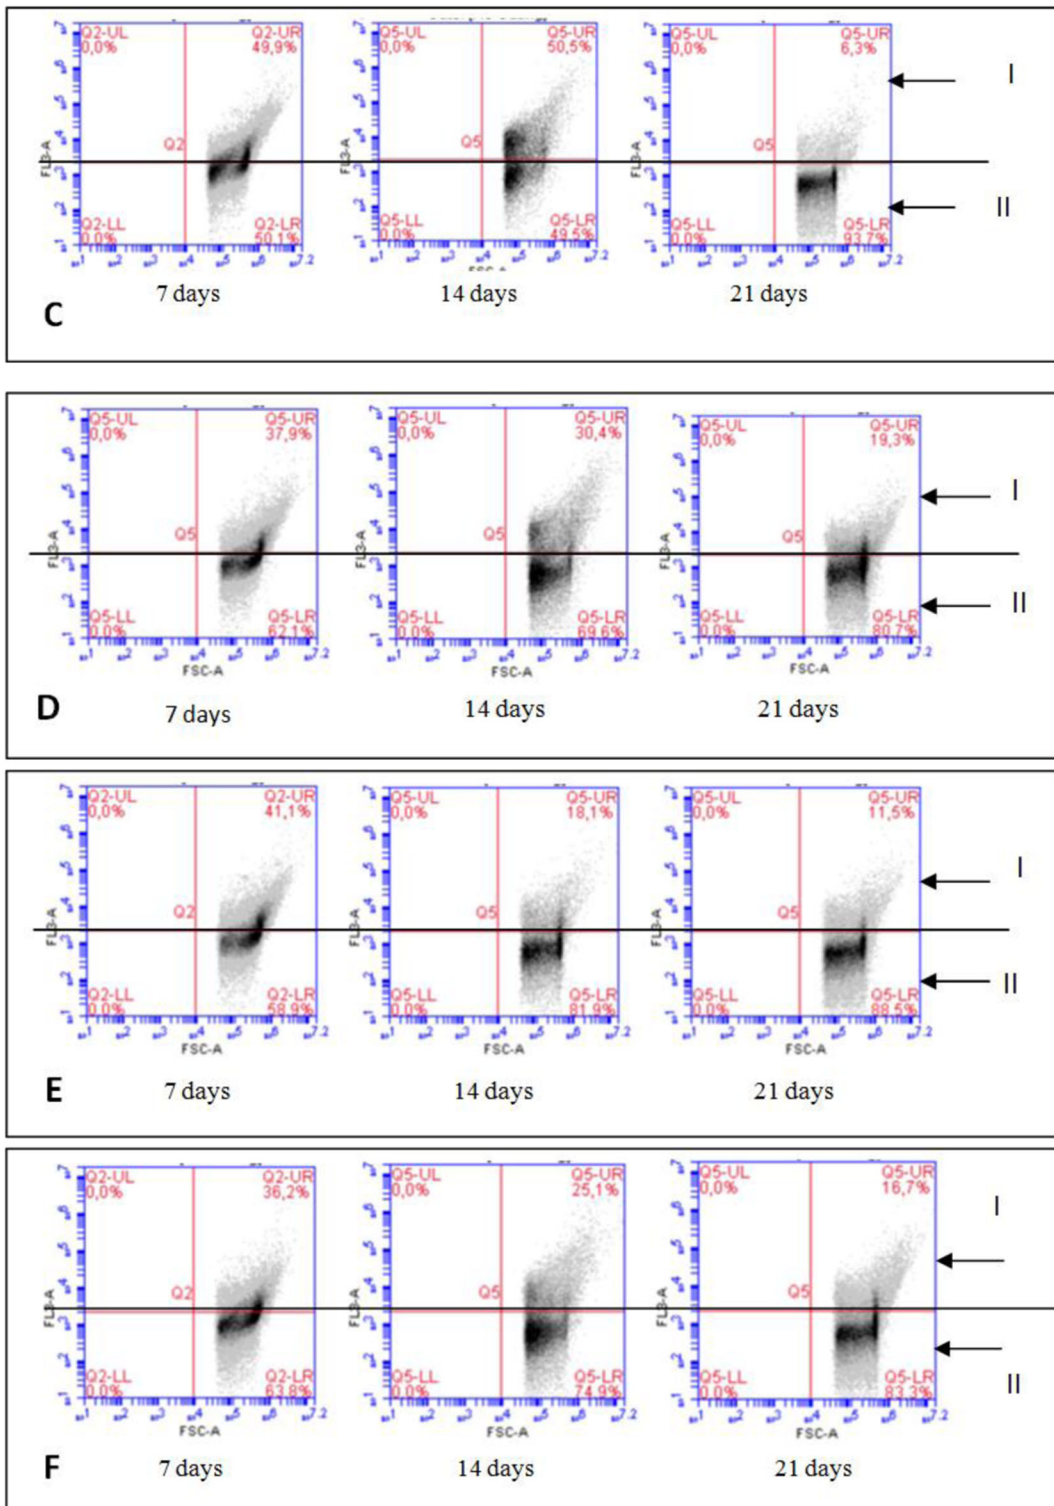 Q2-UL Q2-UR Q5-UL Q5-UR Q5-UL Q5-UR
0,0% 49,9% 0,0% 50,5% 0,0% 6,3%
I
Q2 Q5 Q5
FL3-A FL3-A FL3-A
II
Q2-LL Q2-LR Q5-LL Q5-LR Q5-LL Q5-LR
0,0% 50,1% 0,0% 49,5% 0,0% 93,7%
7 days 14 days 21 days
C
Q5-UL Q5-UR Q5-UL Q5-UR Q5-UL Q5-UR
0,0% 37,9% 0,0% 30,4% 0,0% 19,3%
I
Q5 Q5 Q5
FL3-A FL3-A FL3-A
II
Q5-LL Q5-LR Q5-LL Q5-LR Q5-LL Q5-LR
0,0% 62,1% 0,0% 69,6% 0,0% 80,7%
FSC-A FSC-A FSC-A
D
7 days 14 days 21 days
Q2-UL Q2-UR Q5-UL Q5-UR Q5-UL Q5-UR
0,0% 41,1% 0,0% 18,1% 0,0% 11,5%
I
Q2 Q5 Q5
FL3-A FL3-A FL3-A
II
Q2-LL Q2-LR Q5-LL Q5-LR Q5-LL Q5-LR
0,0% 58,9% 0,0% 81,9% 0,0% 88,5%
FSC-A FSC-A FSC-A
E
7 days 14 days 21 days
Q2-UL Q2-UR Q5-UL Q5-UR Q5-UL Q5-UR
0,0% 36,2% 0,0% 25,1% 0,0% 16,7%
I
Q2 Q5 Q5
FL3-A FL3-A FL3-A
Q2-LL Q2-LR Q5-LL Q5-LR Q5-LL Q5-LR
0,0% 63,8% 0,0% 74,9% 0,0% 83,3%
II
FSC-A FSC-A FSC-A
F
7 days 14 days 21 days